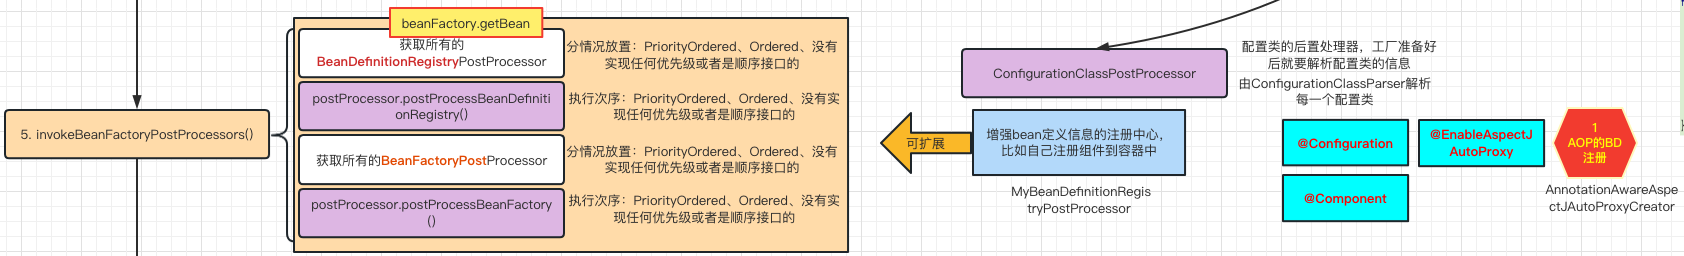 beanFactory.getBean
获取所有的
BeanDefinitionRegistryPostProcessor
分情况放置：PriorityOrdered、Ordered、没有
实现任何优先级或者是顺序接口的
postProcessor.postProcessBeanDefiniti
onRegistry()
执行次序：PriorityOrdered、Ordered、没有实
现任何优先级或者是顺序接口的
5. invokeBeanFactoryPostProcessors()
获取所有的BeanFactoryPostProcessor
分情况放置：PriorityOrdered、Ordered、没有
实现任何优先级或者是顺序接口的
postProcessor.postProcessBeanFactory
()
执行次序：PriorityOrdered、Ordered、没有实
现任何优先级或者是顺序接口的
可扩展
增强bean定义信息的注册中心，
比如自己注册组件到容器中
MyBeanDefinitionRegis
tryPostProcessor
ConfigurationClassPostProcessor
配置类的后置处理器，工厂准备好
后就要解析配置类的信息
由ConfigurationClassParser解析
每一个配置类
@Configuration
@EnableAspectJ
AutoProxy
1
AOP的BD
注册
@Component
AnnotationAwareAspe
ctJAutoProxyCreator